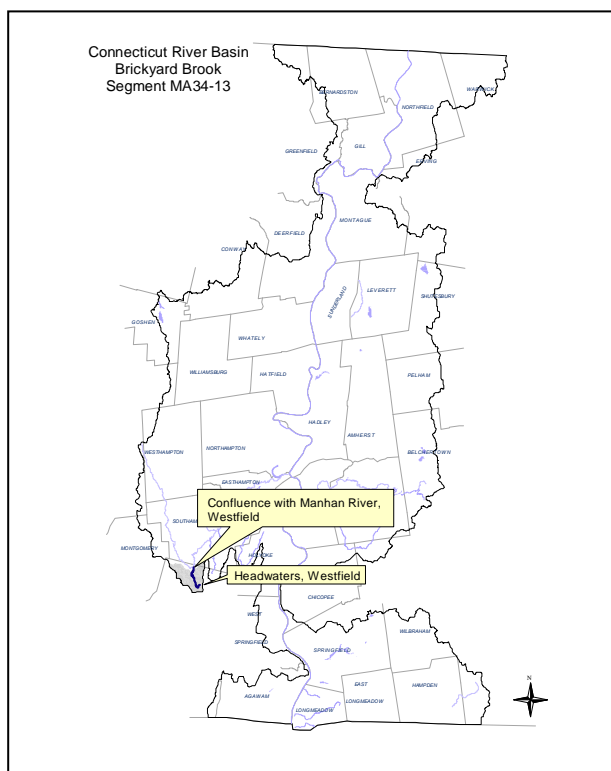 Connecticut River Basin
Brickyard Brook
Segment MA34-13
BERNARDSTON
WARWICK
NORTHFIELD
GREENFIELD
GILL
ERVING
MONTAGUE
DEERFIELD
CONWAY
LEVERETT
SUNDERLAND
SHUTESBURY
GOSHEN
WHATELY
WILLIAMSBURG
HATFIELD
PELHAM
HADLEY
AMHERST
WESTHAMPTON
NORTHAMPTON
BELCHERTOWN
EASTHAMPTON
Confluence with Manhan River,
Westfield
MONTGOMERY
Headwaters, Westfield
CHICOPEE
WEST
SPRINGFIELD
SPRINGFIELD
WILBRAHAM
EAST
LONGMEADOW
HAMPDEN
AGAWAM
LONGMEADOW
N